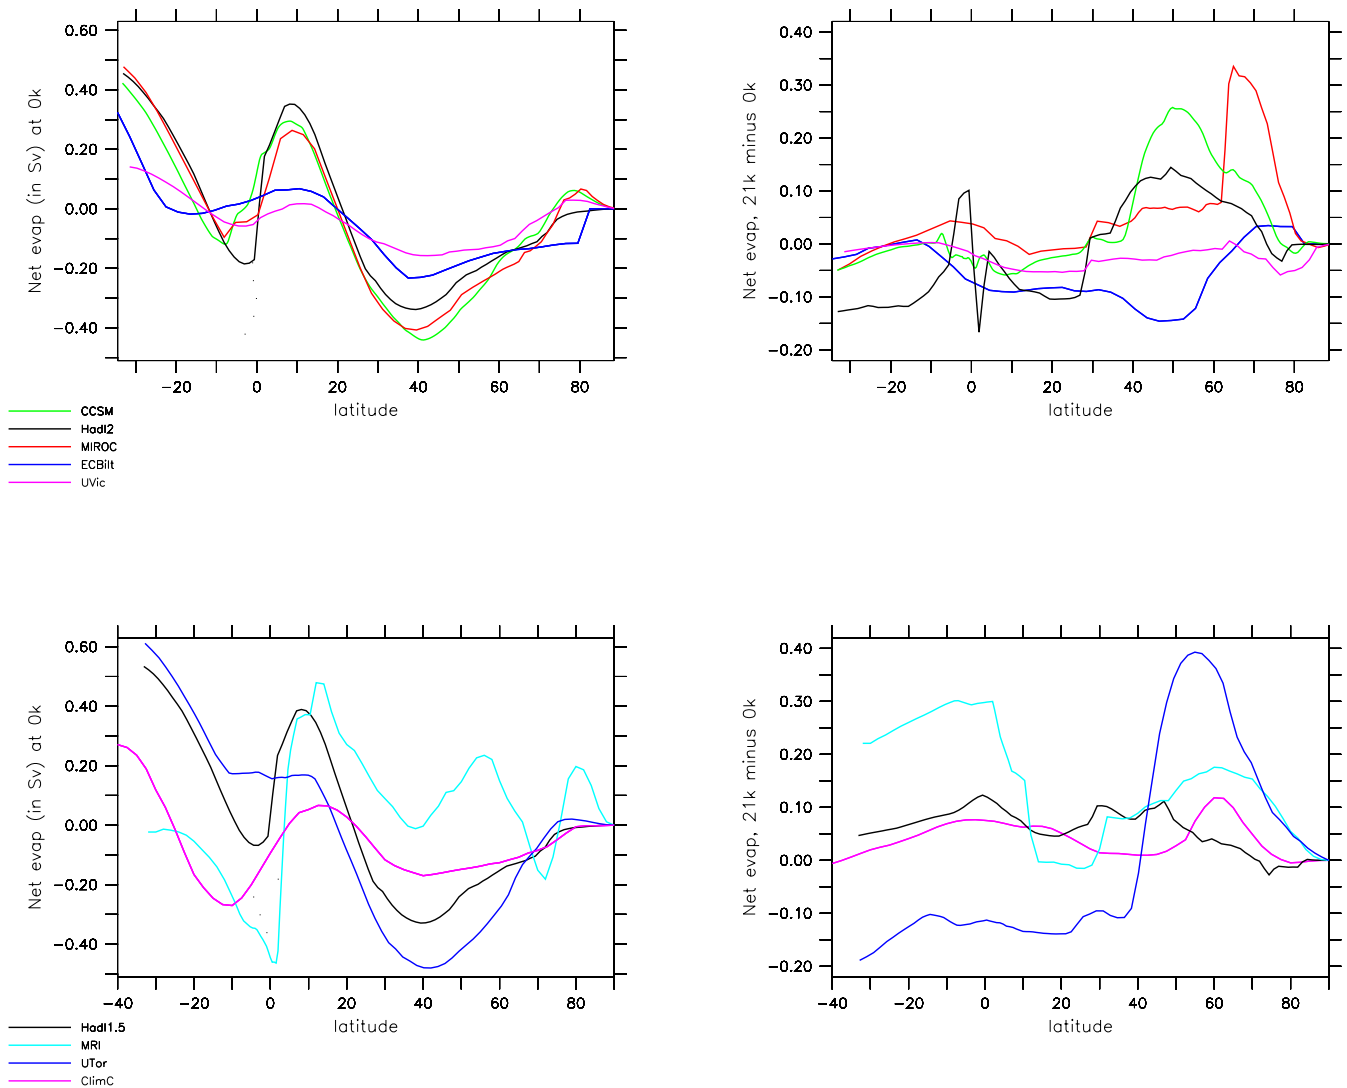 Net evap (in Sv) at 0k
0.60
0.40
0.20
0.00
−0.20
−0.40
−20 0 20 40 60 80
latitude
Net evap, 21k minus 0k
0.40
0.30
0.20
0.10
0.00
−0.10
−0.20
−20 0 20 40 60 80
latitude
CCSM
Hadl2
MIROC
ECBilt
UVic
Net evap (in Sv) at 0k
0.60
0.40
0.20
0.00
−0.20
−0.40
−40 −20 0 20 40 60 80
latitude
Net evap, 21k minus 0k
0.40
0.30
0.20
0.10
0.00
−0.10
−0.20
−40 −20 0 20 40 60 80
latitude
Hadl1.5
MRI
UTor
ClimC